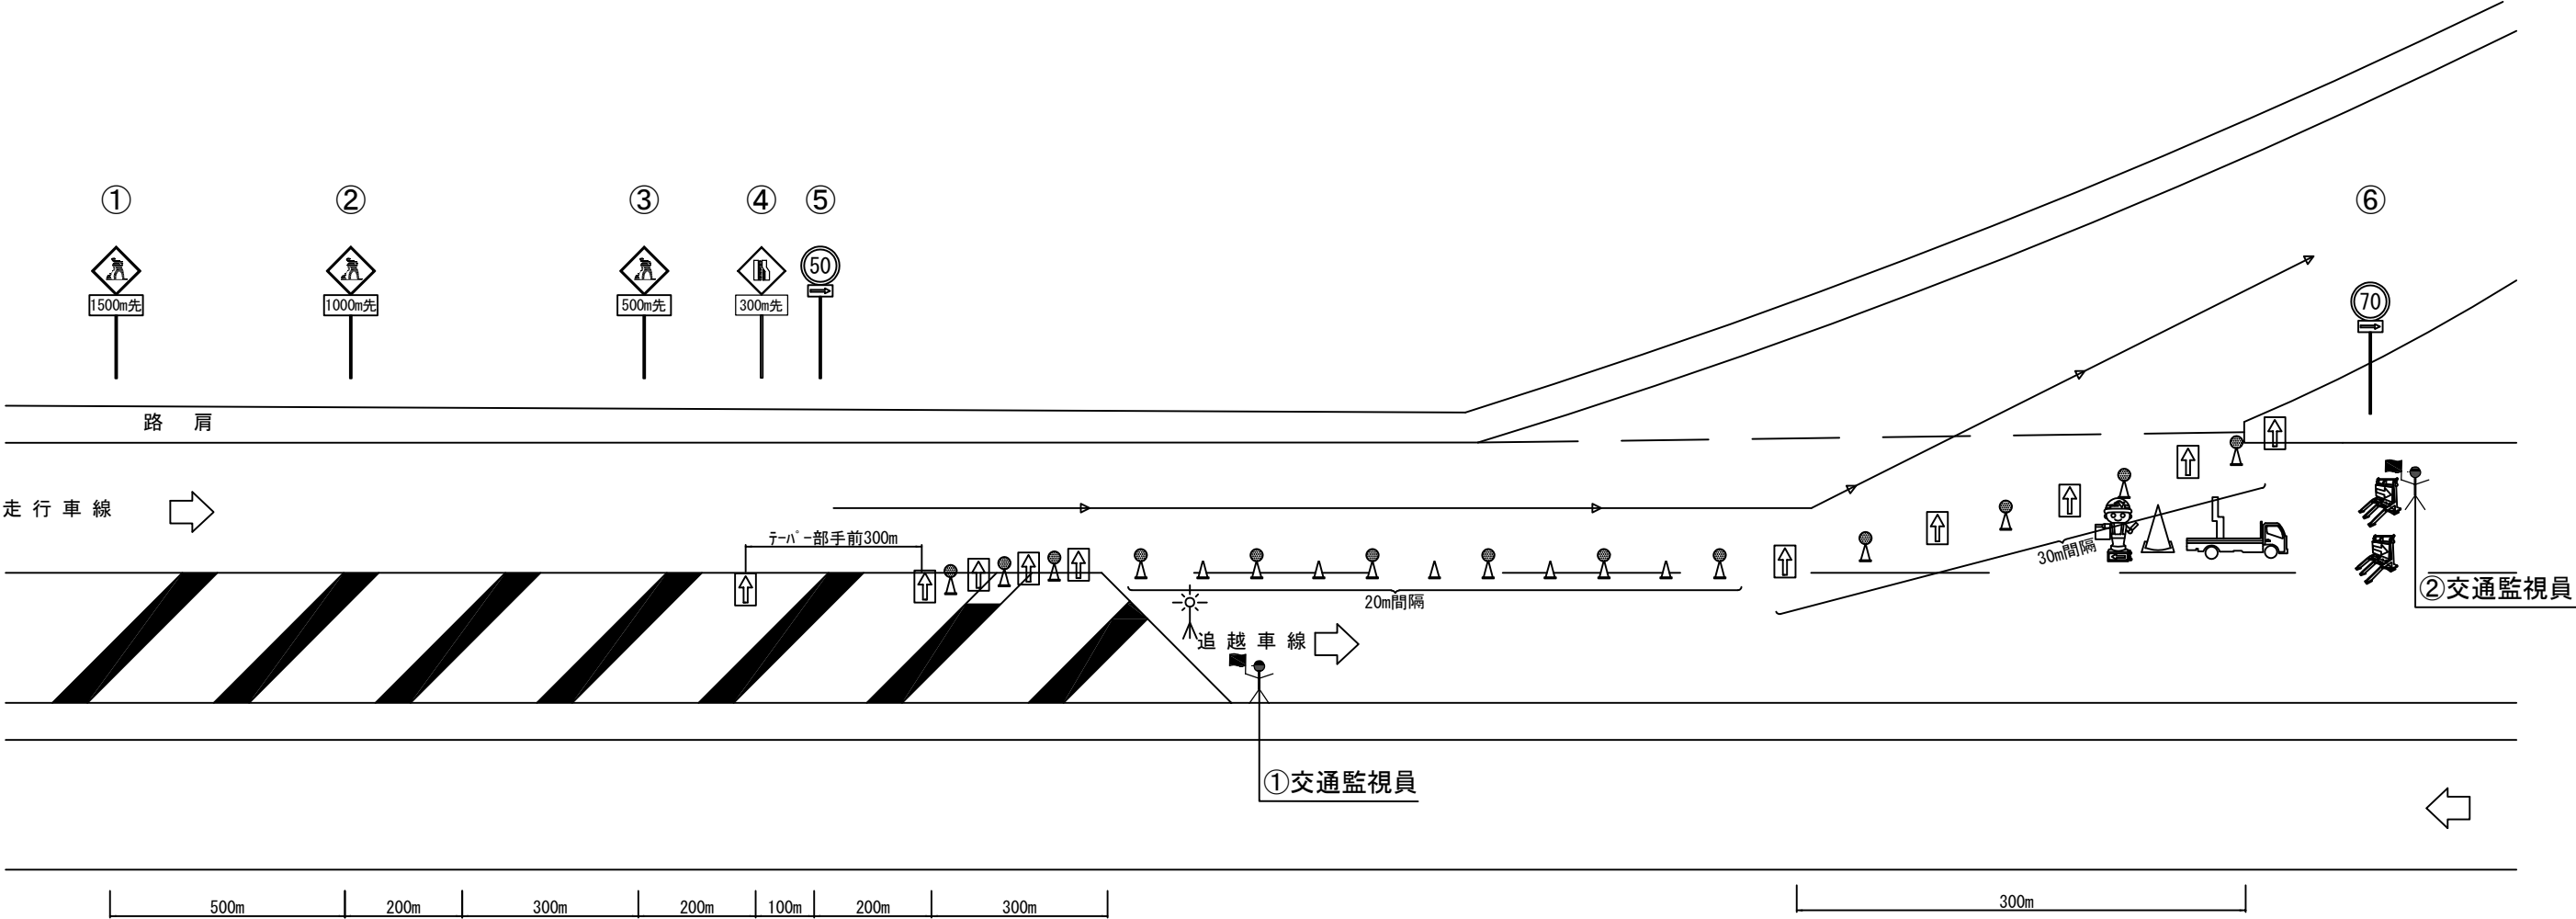 ① ② ③ ④ ⑤ ⑥
1500m先
1000m先
500m先
300m先
50
70
路 肩
走 行 車 線
テーパー部手前300m
20m間隔
30m間隔
追 越 車 線
②交通監視員
①交通監視員
500m 200m 300m 200m 100m 200m 300m 300m